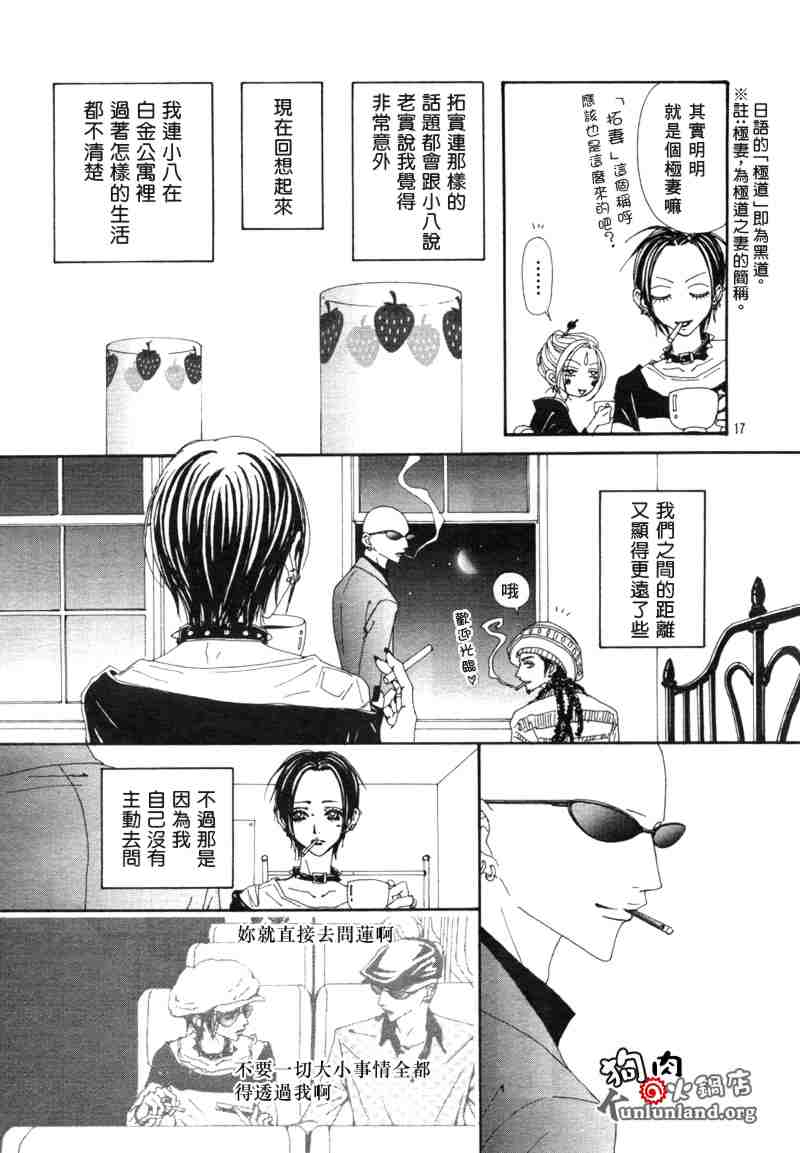 ※註:極妻,為極道之妻的簡稱。
日語的「極道」即為黑道。
其實明明
就是個極妻嘛
「拓妻」這個稱呼
應該也是這麼來的吧?
……
17
拓實連那樣的
話題都會跟小八說
老實說我覺得
非常意外
現在回想起來
我連小八在
白金公寓裡
過著怎樣的生活
都不清楚
我們之間的距離
又顯得更遠了些
哦
歡迎光臨♡
不過那是
因為我
自己沒有
主動去問
妳就直接去問蓮啊
不要一切大小事情全都
得透過我啊
狗肉火鍋店
Kunlunland.org